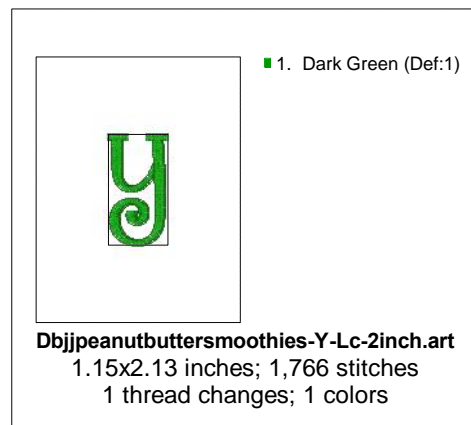 1. Dark Green (Def:1)
y
Dbjjpeanutbuttersmoothies-Y-Lc-2inch.art
1.15x2.13 inches; 1,766 stitches
1 thread changes; 1 colors